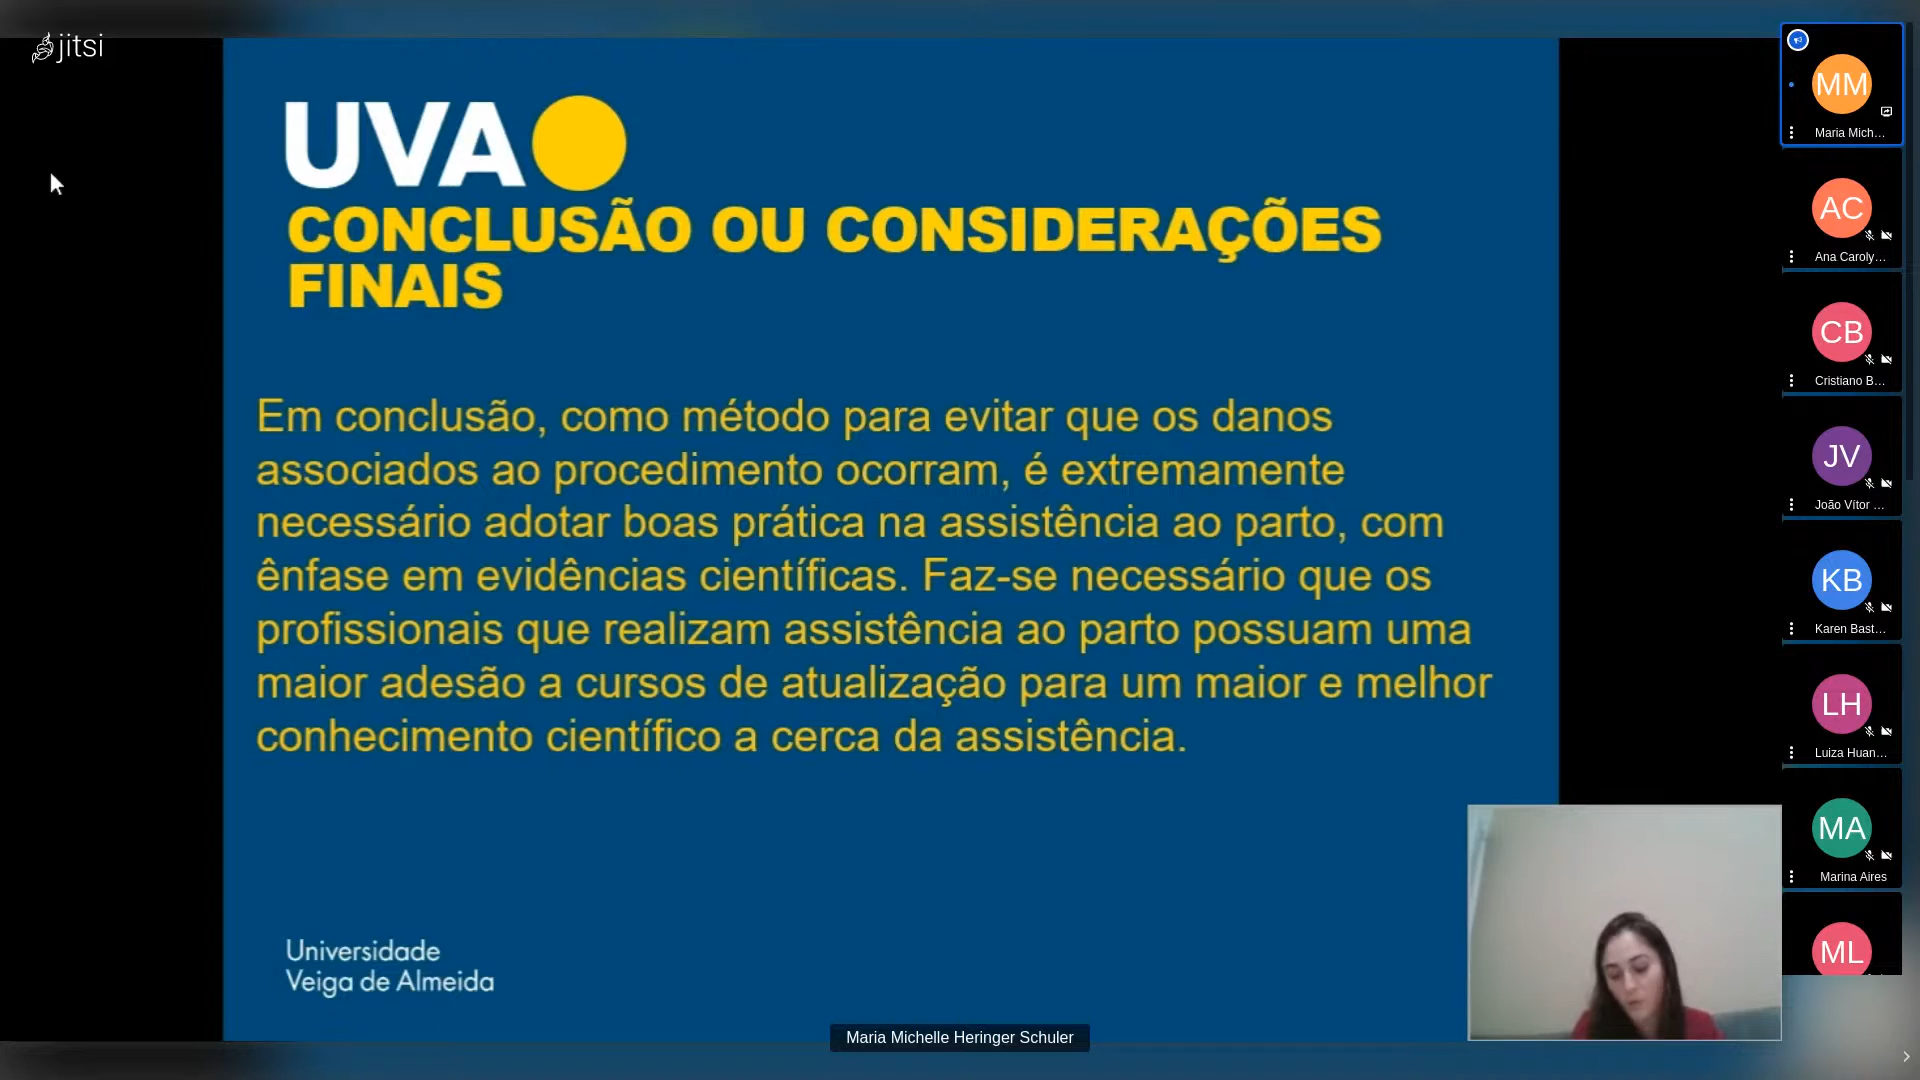 jitsi
UVA
CONCLUSÃO OU CONSIDERAÇÕES
FINAIS
Em conclusão, como método para evitar que os danos
associados ao procedimento ocorram, é extremamente
necessário adotar boas prática na assistência ao parto, com
ênfase em evidências científicas. Faz-se necessário que os
profissionais que realizam assistência ao parto possuam uma
maior adesão a cursos de atualização para um maior e melhor
conhecimento científico a cerca da assistência.
Universidade
Veiga de Almeida
Maria Michelle Heringer Schuler
MM
Maria Mich...
AC
Ana Caroly...
CB
Cristiano B...
JV
João Vítor ...
KB
Karen Bast...
LH
Luiza Huan...
MA
Marina Aires
ML